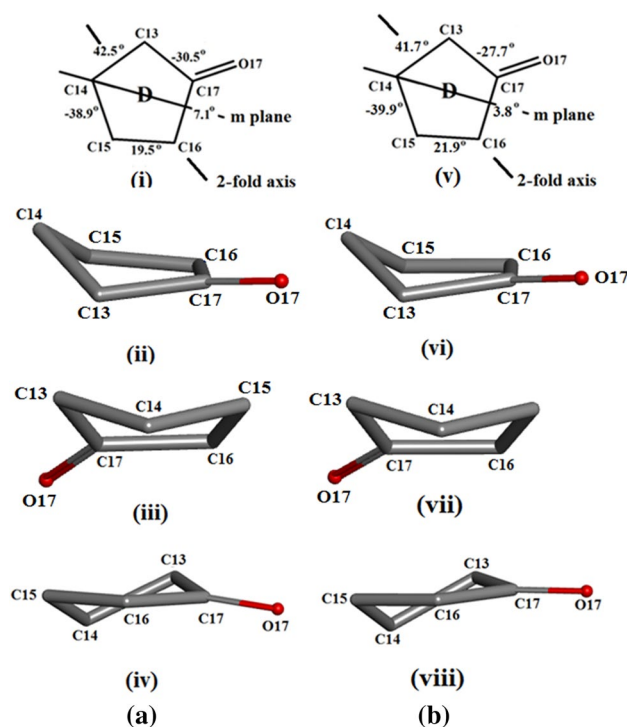 C13
42.5°
-30.5°
O17
C14
D
C17
-38.9°
7.1°
m plane
C15
19.5°
C16
(i)
2-fold axis
C13
41.7°
-27.7°
O17
C14
D
C17
-39.9°
3.8°
m plane
C15
21.9°
C16
(v)
2-fold axis
C14
C15
C16
C13
C17
O17
(ii)
C14
C15
C16
C13
C17
O17
(vi)
C13
C15
C14
C17
C16
O17
(iii)
C13
C14
C17
C16
O17
(vii)
C13
C15
C14
C16
C17
O17
(iv)
C13
C15
C16
C17
O17
C14
(viii)
(a)
(b)